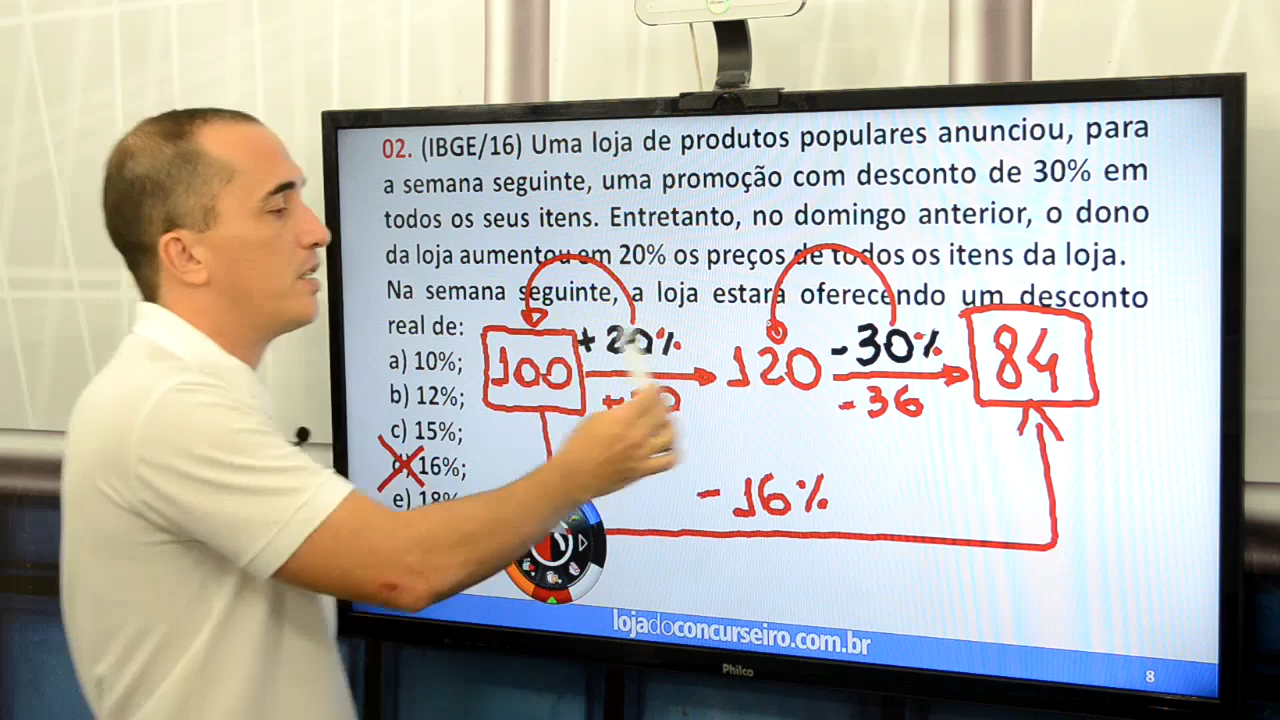 02. (IBGE/16) Uma loja de produtos populares anunciou, para
a semana seguinte, uma promoção com desconto de 30% em
todos os seus itens. Entretanto, no domingo anterior, o dono
da loja aumentou em 20% os preços de todos os itens da loja.
Na semana seguinte, a loja estará oferecendo um desconto
real de:
a) 10%;
b) 12%;
c) 15%;
d) 16%;
e) 18%
100
+ 20%
120
- 30%
- 36
84
- 16%
lojadoconcurseiro.com.br
Philco
8